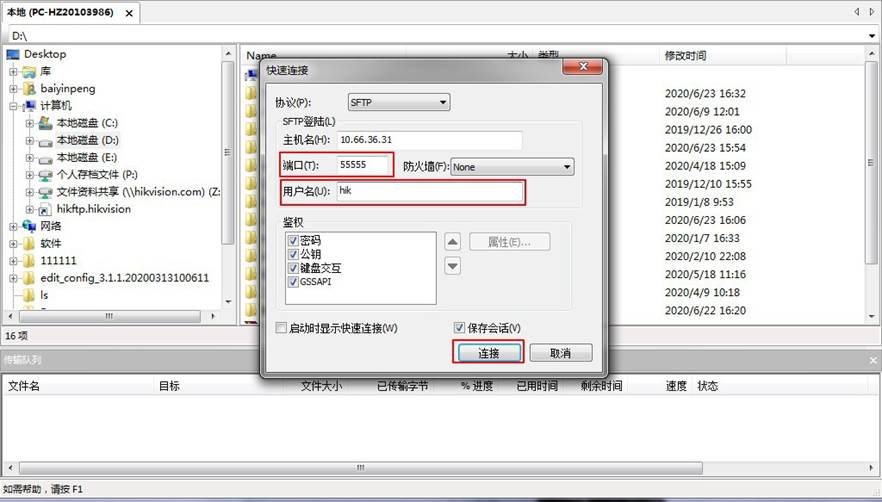 本地 (PC-HZ20103986)
D:\
Desktop
库
baiyinpeng
计算机
本地磁盘 (C:)
本地磁盘 (D:)
本地磁盘 (E:)
个人存档文件 (P:)
文件资料共享 (\\hikvision.com) (Z:
hikftp.hikvision
网络
软件
111111
edit_config_3.1.1.20200313100611
ls
Name 大小 类型 修改时间
2020/6/23 16:32
2020/6/9 12:01
2019/12/26 16:00
2020/6/23 15:54
2020/4/18 15:09
2019/12/10 15:55
2019/1/8 9:53
2020/6/23 16:06
2020/1/7 16:33
2020/2/10 22:08
2020/5/18 11:16
2020/4/9 10:18
2020/6/22 16:20
快速连接
协议(P): SFTP
SFTP登陆(L)
主机名(H): 10.66.36.31
端口(T): 55555 防火墙(F): None
用户名(U): hik
鉴权
密码
公钥
键盘交互
GSSAPI
属性(E)...
启动时显示快速连接(W) 保存会话(V)
连接 取消
16 项
传输队列
文件名 目标 文件大小 已传输字节 % 进度 已用时间 剩余时间 速度 状态
如需帮助，请按 F1